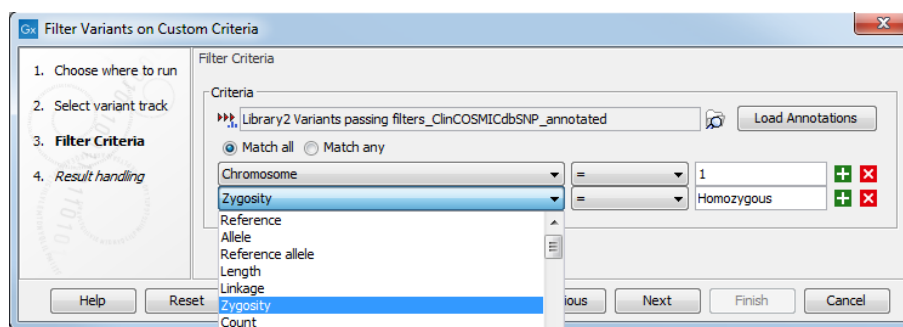 Gx Filter Variants on Custom Criteria
X
1. Choose where to run
2. Select variant track
3. Filter Criteria
4. Result handling
Filter Criteria
Criteria
Library2 Variants passing filters_ClinCOSMICdbSNP_annotated
Load Annotations
Match all Match any
Chromosome = 1
Zygosity = Homozygous
Reference
Allele
Reference allele
Length
Linkage
Zygosity
Count
Help Reset ious Next Finish Cancel